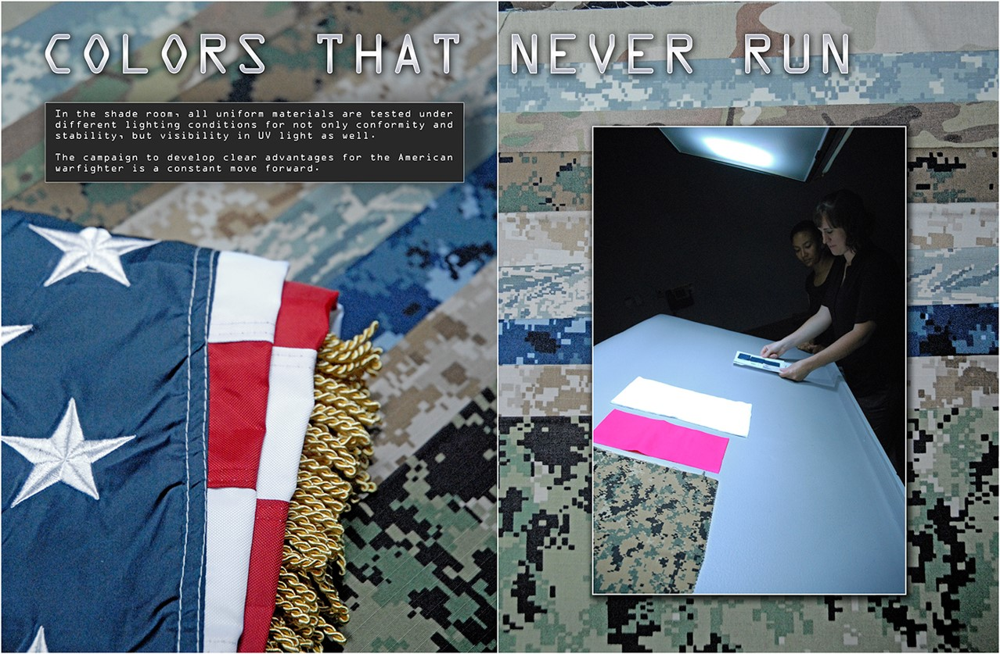 COLORS THAT NEVER RUN
In the shade room, all uniform materials are tested under
different lighting conditions for not only conformity and
stability, but visibility in UV light as well.
The campaign to develop clear advantages for the American
warfighter is a constant move forward.